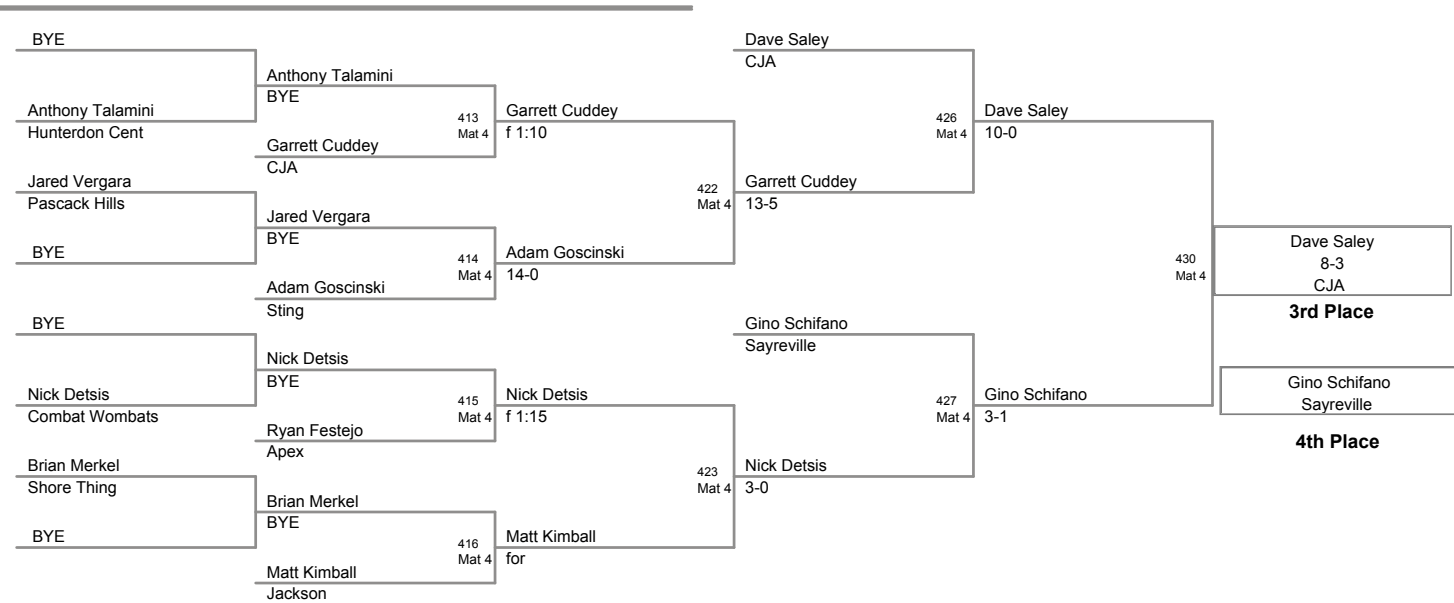 BYE
Anthony Talamini
Hunterdon Cent
Jared Vergara
Pascack Hills
BYE
BYE
Nick Detsis
Combat Wombats
Brian Merkel
Shore Thing
BYE
Anthony Talamini
BYE
413
Mat 4
Garrett Cuddey
CJA
Jared Vergara
BYE
414
Mat 4
Adam Goscinski
Sting
Nick Detsis
BYE
415
Mat 4
Ryan Festejo
Apex
Brian Merkel
BYE
416
Mat 4
Matt Kimball
Jackson
Garrett Cuddey
f 1:10
422
Mat 4
Adam Goscinski
14-0
Nick Detsis
f 1:15
423
Mat 4
Matt Kimball
for
Dave Saley
CJA
426
Mat 4
Garrett Cuddey
13-5
Gino Schifano
Sayreville
427
Mat 4
Nick Detsis
3-0
Dave Saley
10-0
430
Mat 4
Gino Schifano
3-1
Dave Saley
8-3
CJA
3rd Place
Gino Schifano
Sayreville
4th Place